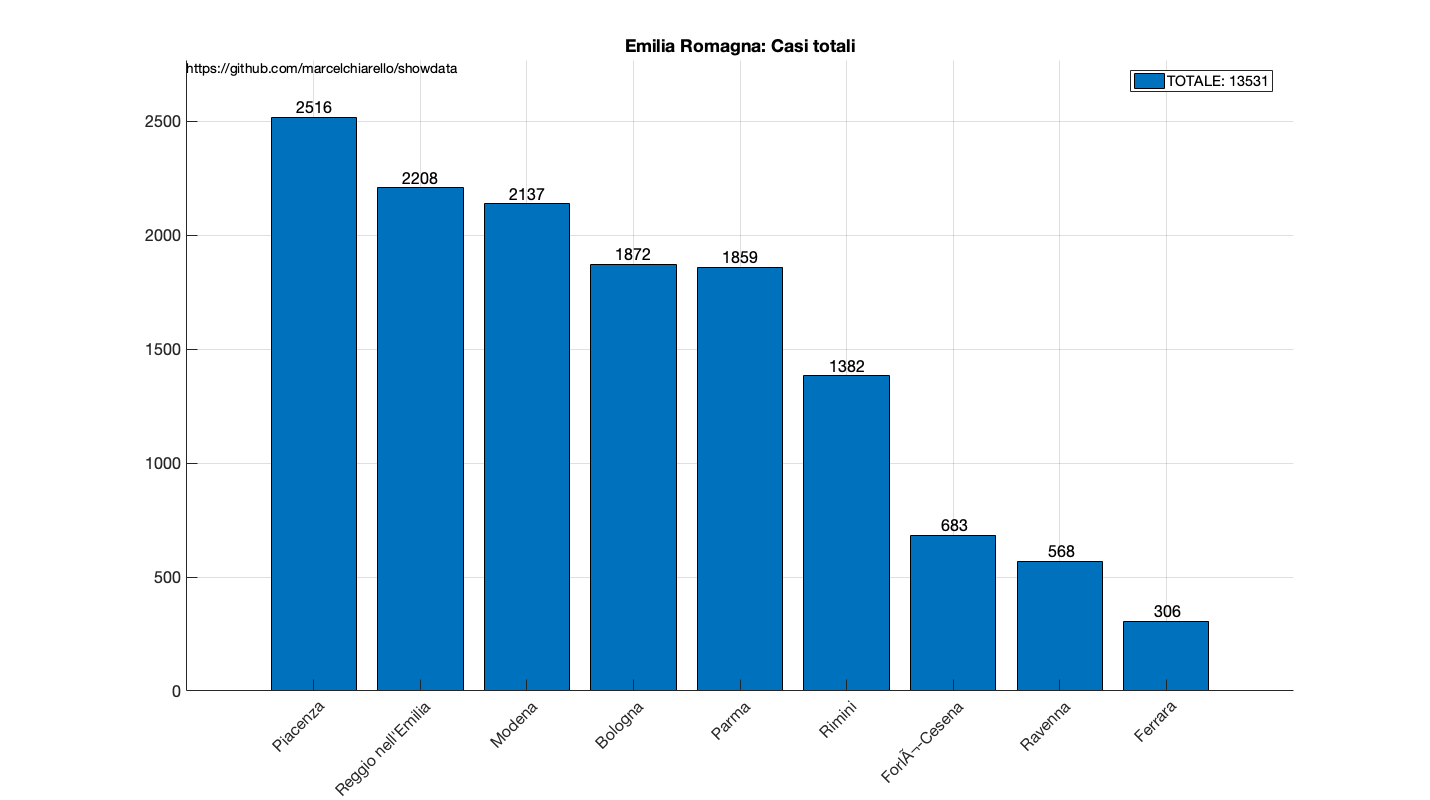 Emilia Romagna: Casi totali
https://github.com/marcelchiarello/showdata
TOTALE: 13531
2516
2208
2137
1872
1859
1382
683
568
306
2500
2000
1500
1000
500
0
Piacenza
Reggio nell'Emilia
Modena
Bologna
Parma
Rimini
ForlÃ¬-Cesena
Ravenna
Ferrara